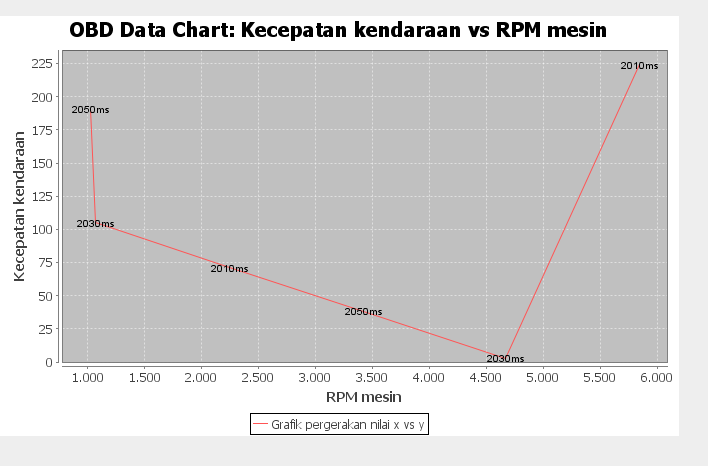 OBD Data Chart: Kecepatan kendaraan vs RPM mesin
Kecepatan kendaraan
225
200
175
150
125
100
75
50
25
0
2050ms
2030ms
2010ms
2050ms
2030ms
2010ms
1.000 1.500 2.000 2.500 3.000 3.500 4.000 4.500 5.000 5.500 6.000
RPM mesin
Grafik pergerakan nilai x vs y